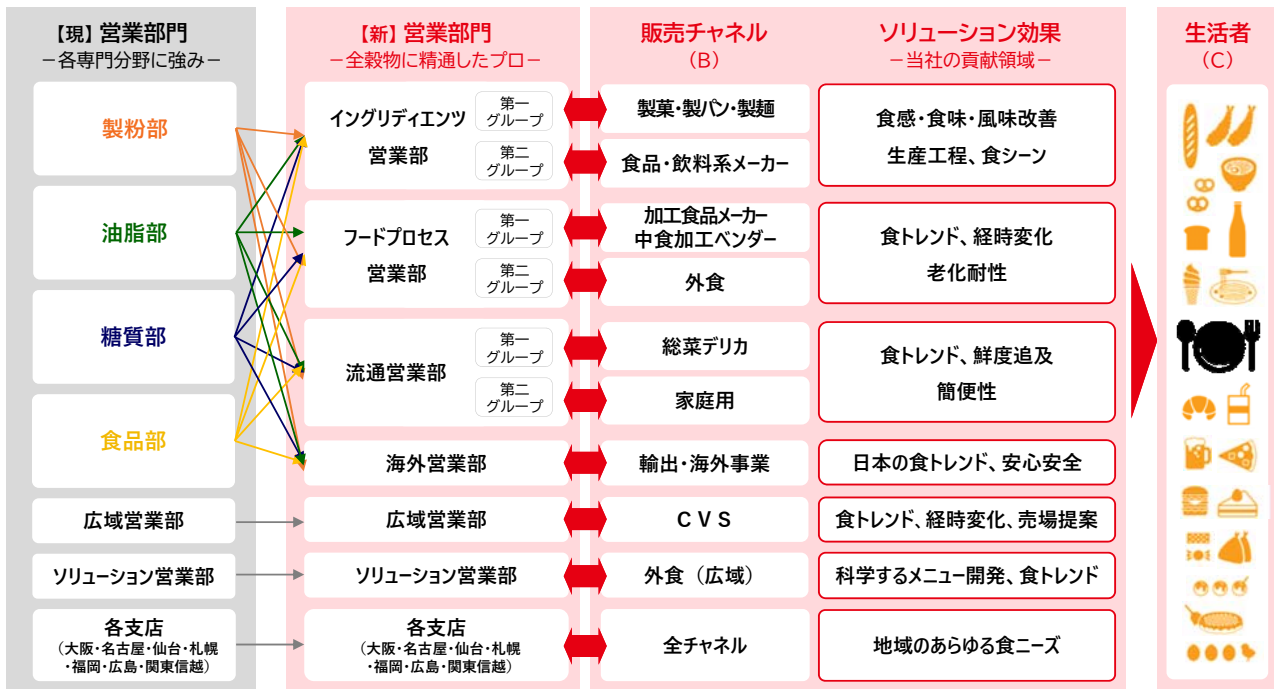 【現】営業部門
－各専門分野に強み－
製粉部
油脂部
糖質部
食品部
広域営業部
ソリューション営業部
各支店
（大阪・名古屋・仙台・札幌
・福岡・広島・関東信越）
【新】営業部門
－全穀物に精通したプロ－
イングリディエンツ
営業部
第一
グループ
第二
グループ
フードプロセス
営業部
第一
グループ
第二
グループ
流通営業部
第一
グループ
第二
グループ
海外営業部
広域営業部
ソリューション営業部
各支店
（大阪・名古屋・仙台・札幌
・福岡・広島・関東信越）
販売チャネル
（B）
製菓・製パン・製麺
食品・飲料系メーカー
加工食品メーカー
中食加工ベンダー
外食
総菜デリカ
家庭用
輸出・海外事業
ＣＶＳ
外食（広域）
全チャネル
ソリューション効果
－当社の貢献領域－
食感・食味・風味改善
生産工程、食シーン
食トレンド、経時変化
老化耐性
食トレンド、鮮度追及
簡便性
日本の食トレンド、安心安全
食トレンド、経時変化、売場提案
科学するメニュー開発、食トレンド
地域のあらゆる食ニーズ
生活者
（C）